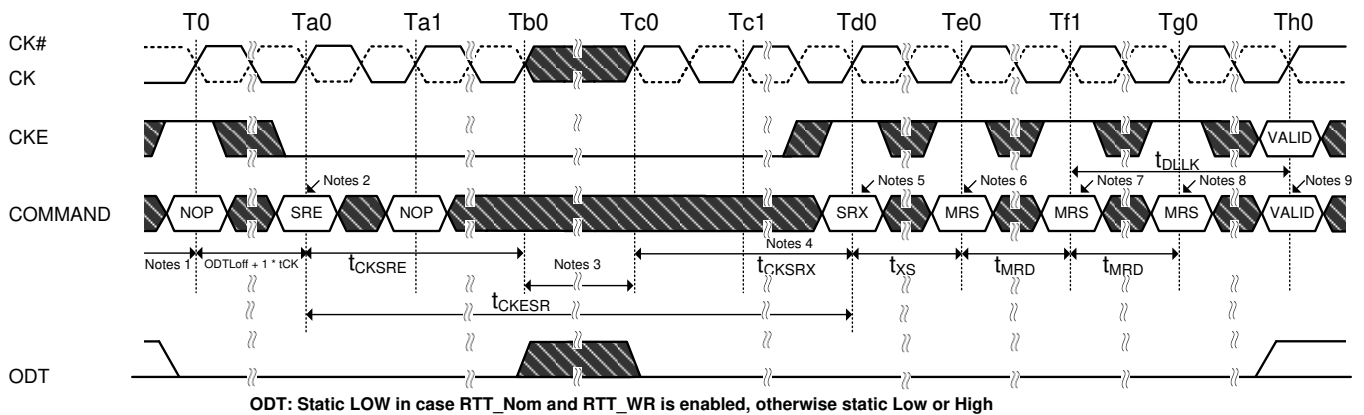 T0 Ta0 Ta1 Tb0 Tc0 Tc1 Td0 Te0 Tf1 Tg0 Th0
CK#
CK
CKE
VALID
tDLLK
Notes 2 Notes 5 Notes 6 Notes 7 Notes 8 Notes 9
COMMAND
NOP SRE NOP SRX MRS MRS MRS VALID
Notes 1 ODTLoff + 1 * tCK tCKSRE Notes 3 Notes 4 tCKSRX tXS tMRD tMRD
tCKESR
ODT
ODT: Static LOW in case RTT_Nom and RTT_WR is enabled, otherwise static Low or High